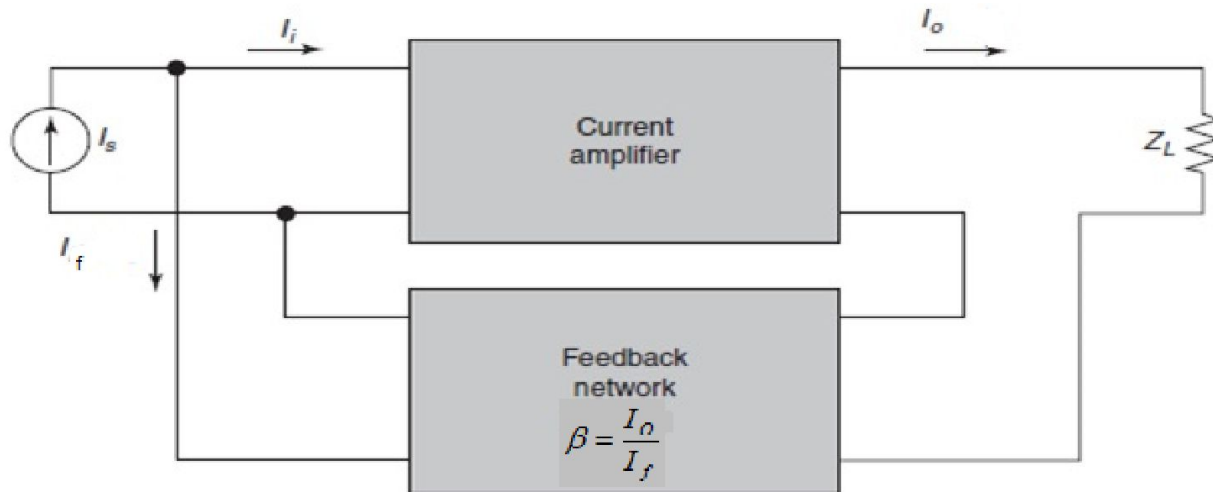 I_i
I_o
Current
amplifier
I_s
Z_L
I_f
Feedback
network
β = I_o / I_f